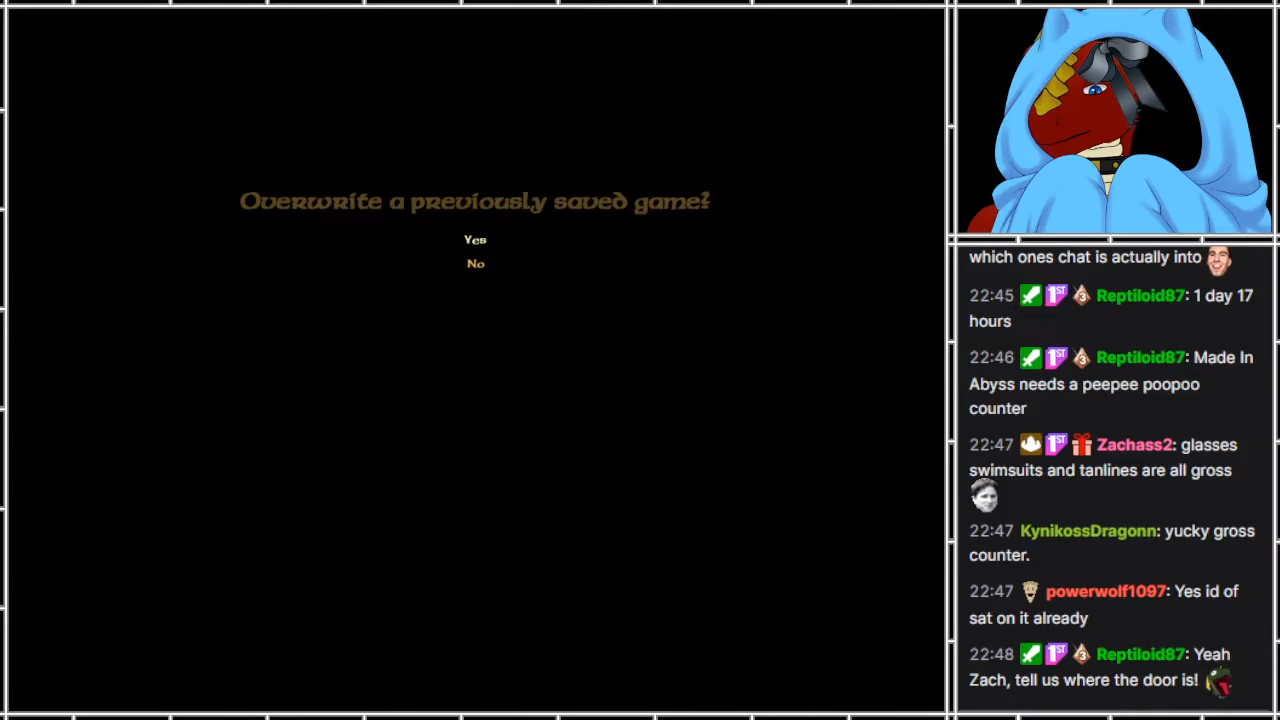 Overwrite a previously saved game?
Yes
No
which ones chat is actually into
22:45 Reptiloid87: 1 day 17
hours
22:46 Reptiloid87: Made In
Abyss needs a peepee poopoo
counter
22:47 Zachass2: glasses
swimsuits and tanlines are all gross
22:47 KynikossDragonn: yucky gross
counter.
22:47 powerwolf1097: Yes id of
sat on it already
22:48 Reptiloid87: Yeah
Zach, tell us where the door is!